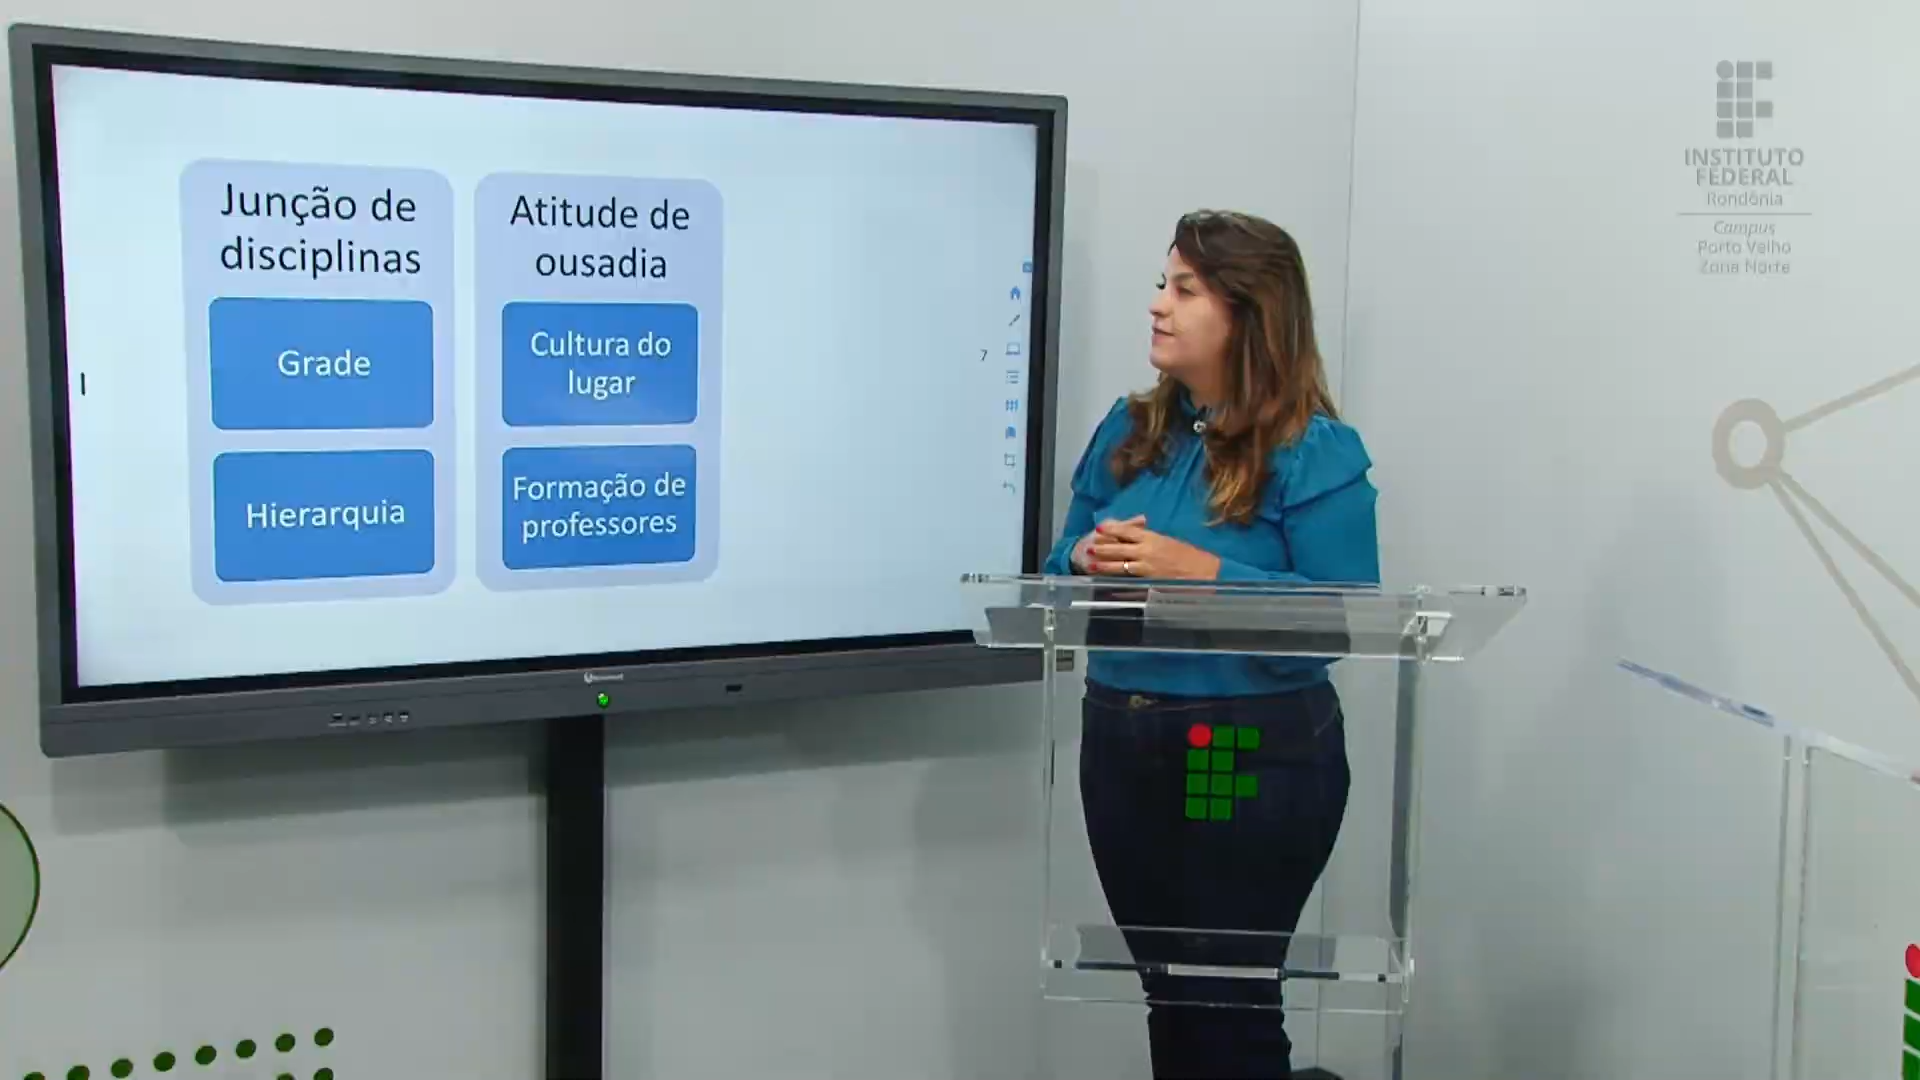 Junção de
disciplinas
Grade
Hierarquia
Atitude de
ousadia
Cultura do
lugar
Formação de
professores
7
INSTITUTO
FEDERAL
Rondônia
Campus
Porto Velho
Zona Norte